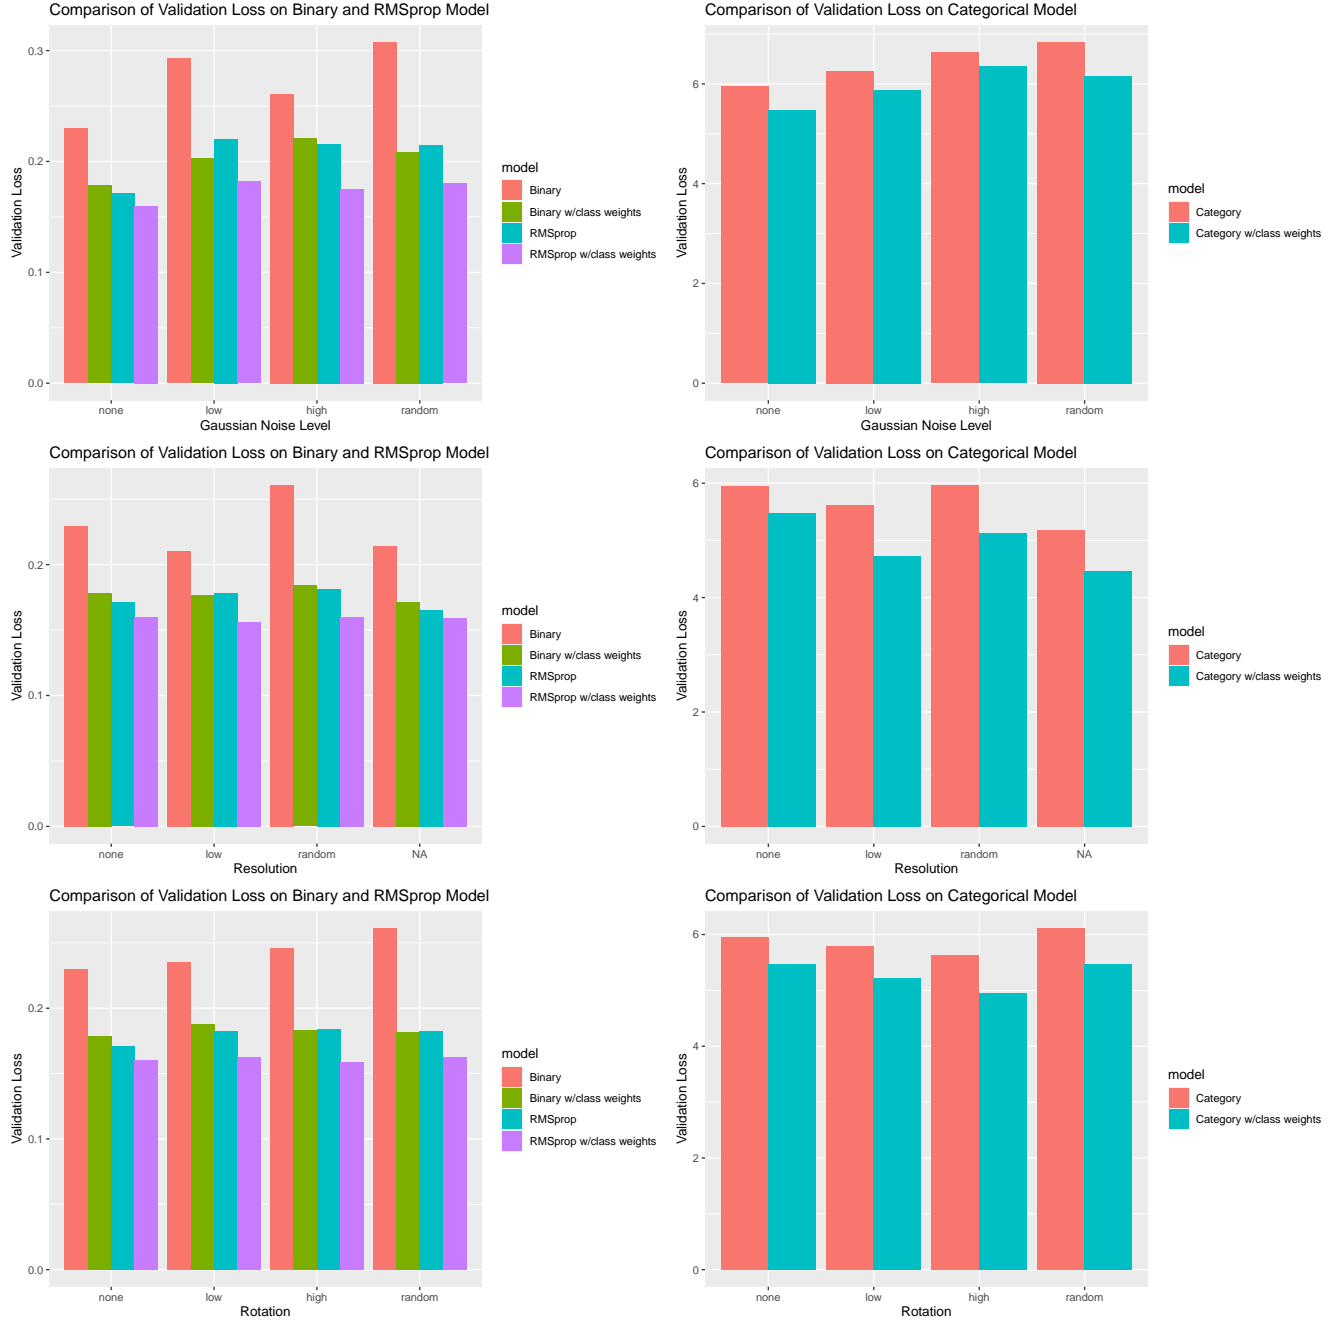 Comparison of Validation Loss on Binary and RMSprop Model
Validation Loss
0.3
0.2
0.1
0.0
none low high random
Gaussian Noise Level
model
Binary
Binary w/class weights
RMSprop
RMSprop w/class weights
Comparison of Validation Loss on Categorical Model
Validation Loss
6
4
2
0
none low high random
Gaussian Noise Level
model
Category
Category w/class weights
Comparison of Validation Loss on Binary and RMSprop Model
Validation Loss
0.2
0.1
0.0
none low random NA
Resolution
model
Binary
Binary w/class weights
RMSprop
RMSprop w/class weights
Comparison of Validation Loss on Categorical Model
Validation Loss
6
4
2
0
none low random NA
Resolution
model
Category
Category w/class weights
Comparison of Validation Loss on Binary and RMSprop Model
Validation Loss
0.2
0.1
0.0
none low high random
Rotation
model
Binary
Binary w/class weights
RMSprop
RMSprop w/class weights
Comparison of Validation Loss on Categorical Model
Validation Loss
6
4
2
0
none low high random
Rotation
model
Category
Category w/class weights